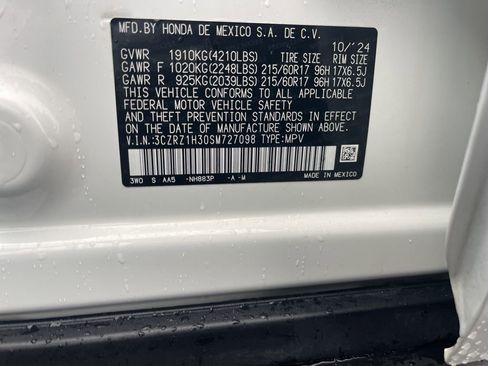 MFD.BY HONDA DE MEXICO S.A. DE C.V.
10/'24
GVWR 1910KG(4210LBS) TIRE SIZE RIM SIZE
GAWR F 1020KG(2248LBS) 215/60R17 96H 17X6.5J
GAWR R 925KG(2039LBS) 215/60R17 96H 17X6.5J
THIS VEHICLE CONFORMS TO ALL APPLICABLE
FEDERAL MOTOR VEHICLE SAFETY
AND THEFT PREVENTION STANDARDS IN EFFECT
ON THE DATE OF MANUFACTURE SHOWN ABOVE.
V.I.N.:3CZRZ1H30SM727098 TYPE:MPV
3W0 S AA5 -NH883P -A -M MADE IN MEXICO